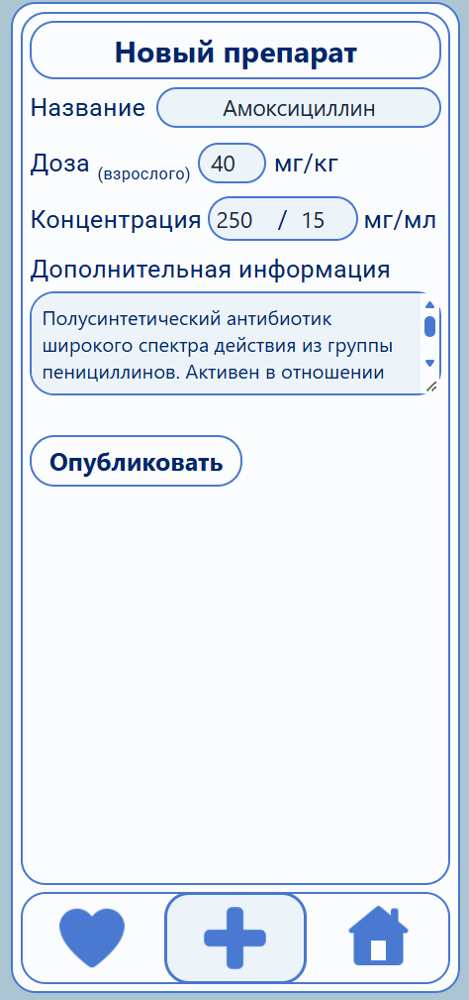 Новый препарат
Название Амоксициллин
Доза (взрослого) 40 мг/кг
Концентрация 250 / 15 мг/мл
Дополнительная информация
Полусинтетический антибиотик
широкого спектра действия из группы
пенициллинов. Активен в отношении
Опубликовать